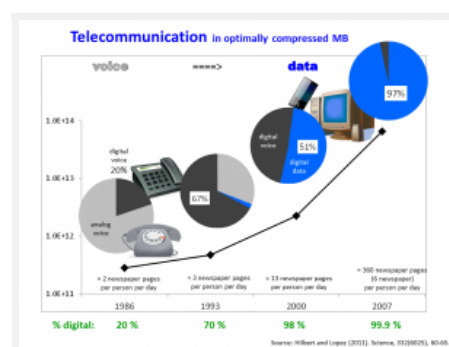 Telecommunication in optimally compressed MB
voice ====> data
97%
1.0E+14
digital voice 20%
digital voice
51%
digital data
1.0E+13
67%
analog voice
1.0E+12
≈ 2 newspaper pages per person per day
≈ 3 newspaper pages per person per day
≈ 13 newspaper pages per person per day
≈ 360 newspaper pages (6 newspaper) per person per day
1.0E+11
1986 1993 2000 2007
% digital: 20 % 70 % 98 % 99.9 %
Source: Hilbert and Lopez (2011). Science, 332(6025), 60-65.